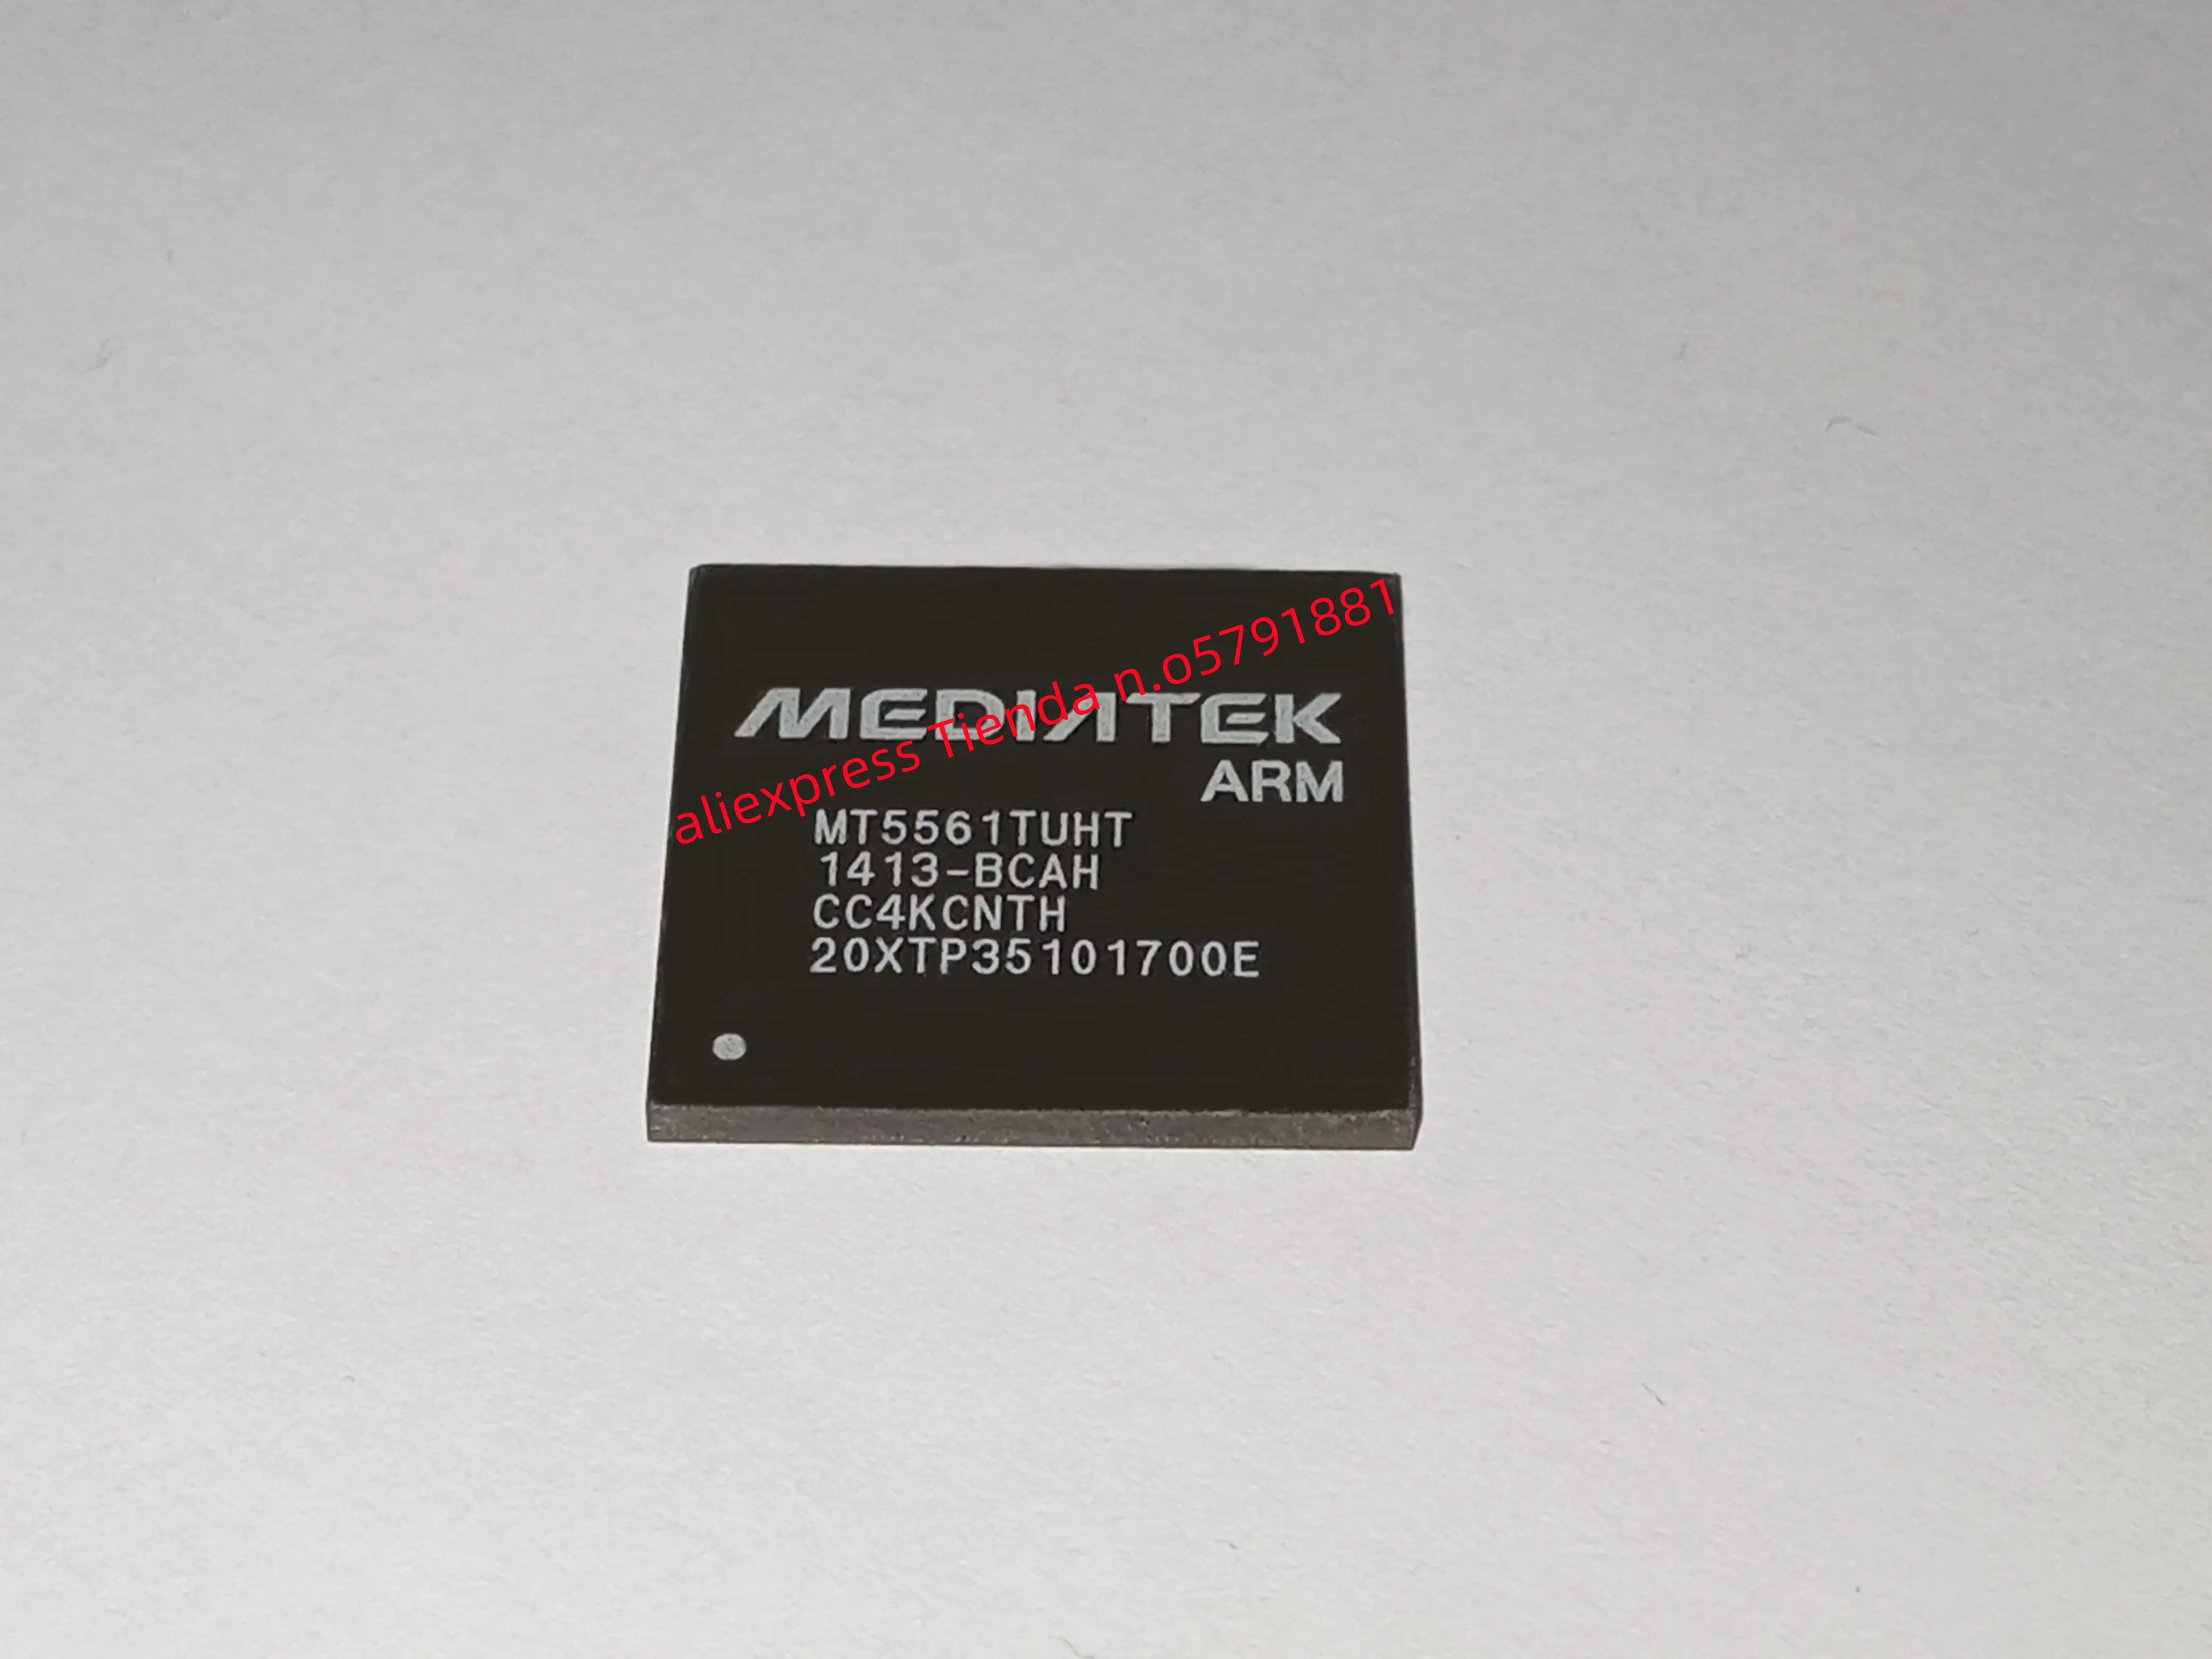 aliexpress Tienda n.o5791881
MEDIATEK
ARM
MT5561TUHT
1413-BCAH
CC4KCNTH
20XTP35101700E